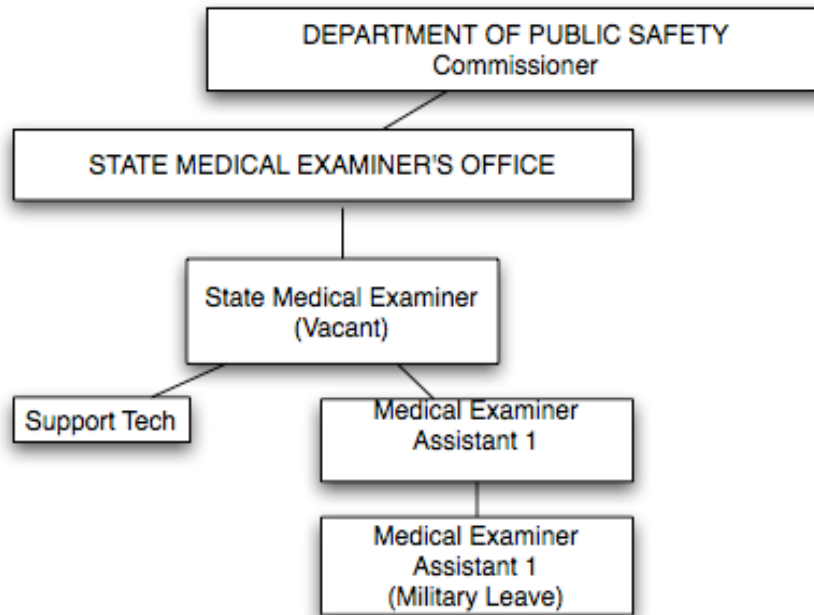 DEPARTMENT OF PUBLIC SAFETY
Commissioner
STATE MEDICAL EXAMINER'S OFFICE
State Medical Examiner
(Vacant)
Support Tech
Medical Examiner
Assistant 1
Medical Examiner
Assistant 1
(Military Leave)